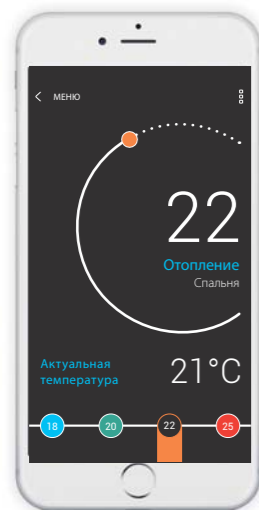 МЕНЮ
22
Отопление
Спальня
Актуальная
температура
21°C
18 20 22 25